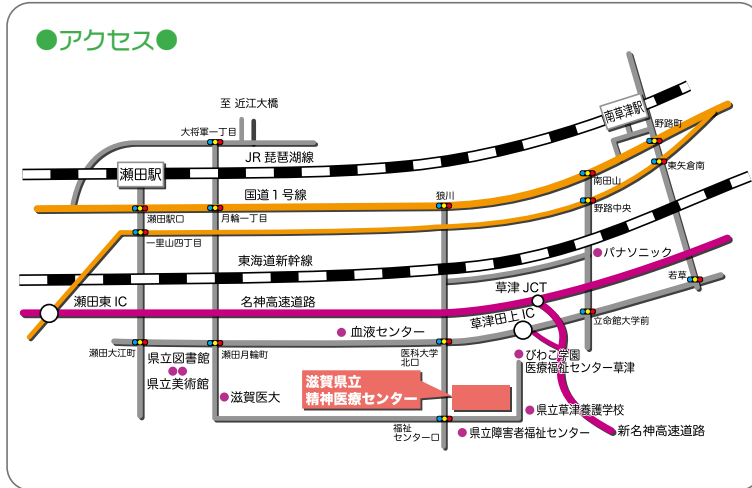 ●アクセス●
至 近江大橋
大将軍一丁目
JR琵琶湖線
南草津駅
野路町
瀬田駅
東矢倉南
国道1号線
狼川
南田山
瀬田駅口
月輪一丁目
野路中央
一里山四丁目
パナソニック
東海道新幹線
若草
瀬田東IC
名神高速道路
草津JCT
草津田上IC
立命館大学前
血液センター
瀬田大江町
県立図書館
県立美術館
瀬田月輪町
医科大学
北口
びわこ学園
医療福祉センター草津
滋賀県立
精神医療センター
滋賀医大
県立草津養護学校
福祉
センター口
県立障害者福祉センター
新名神高速道路